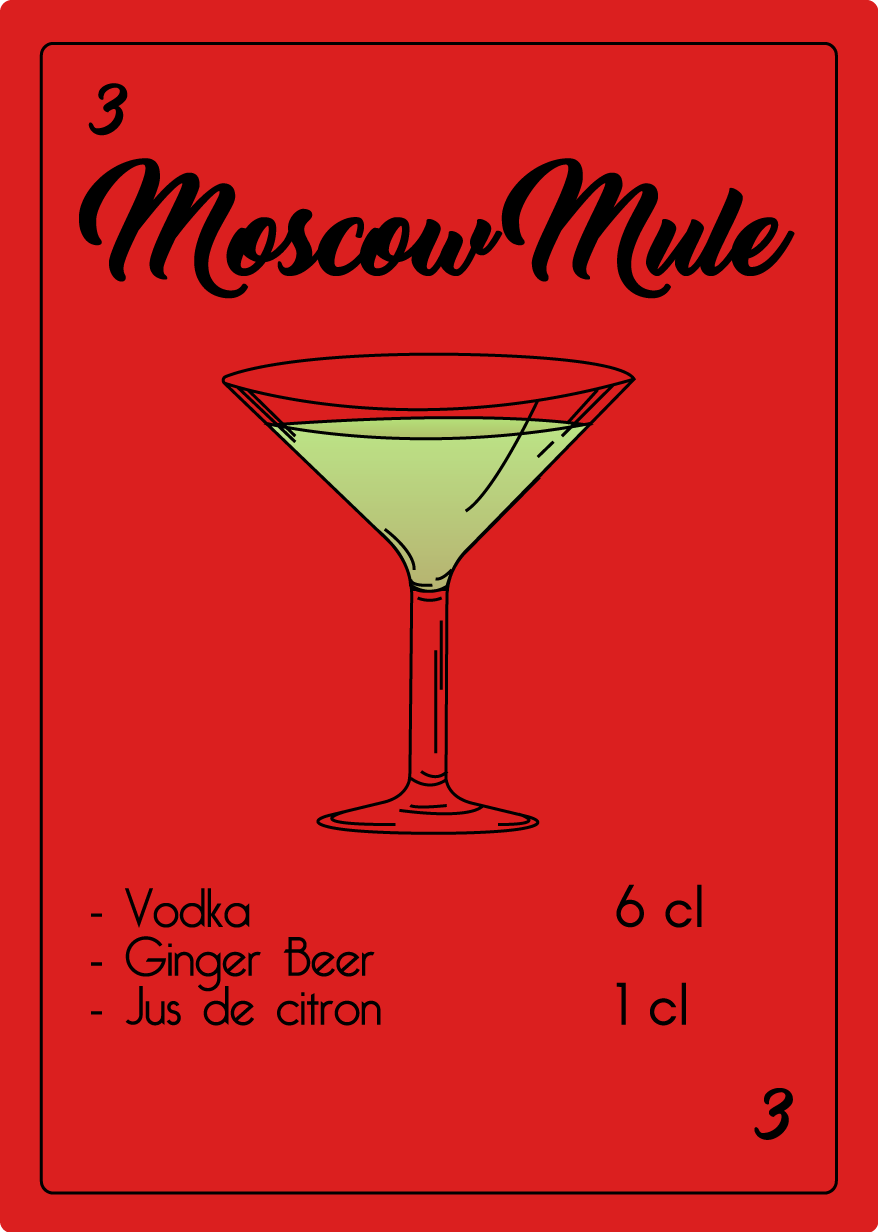 3
Moscow Mule
- Vodka 6 cl
- Ginger Beer
- Jus de citron 1 cl
3